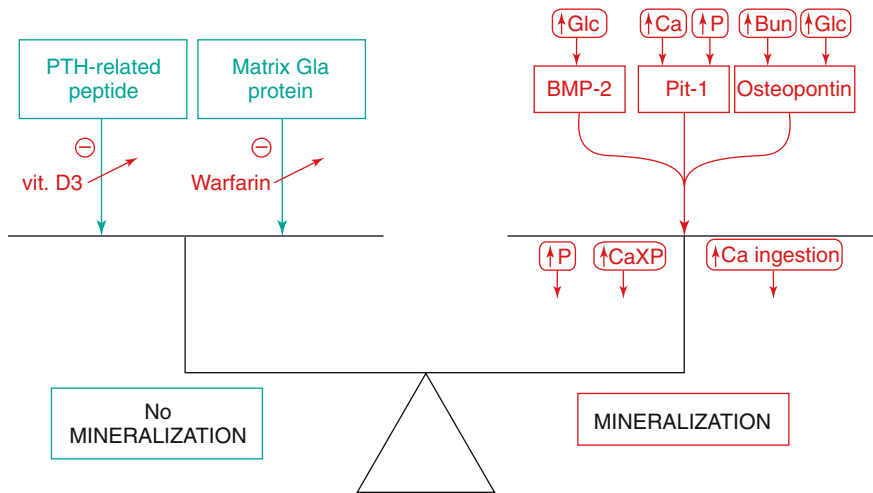 ↑Glc
↑Ca
↑P
↑Bun
↑Glc
PTH-related
peptide
Matrix Gla
protein
BMP-2
Pit-1
Osteopontin
⊖
⊖
vit. D3
Warfarin
↑P
↑CaXP
↑Ca ingestion
No
MINERALIZATION
MINERALIZATION